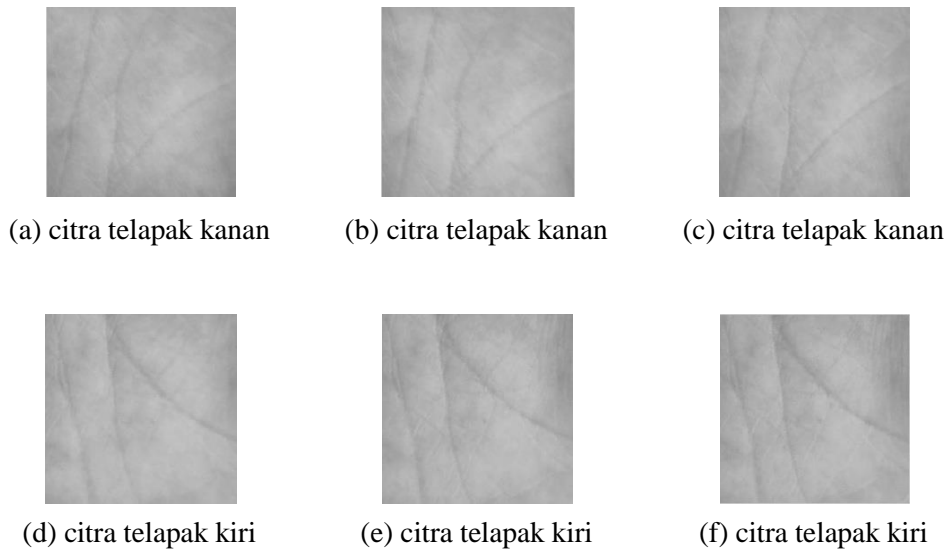 (a) citra telapak kanan
(b) citra telapak kanan
(c) citra telapak kanan
(d) citra telapak kiri
(e) citra telapak kiri
(f) citra telapak kiri